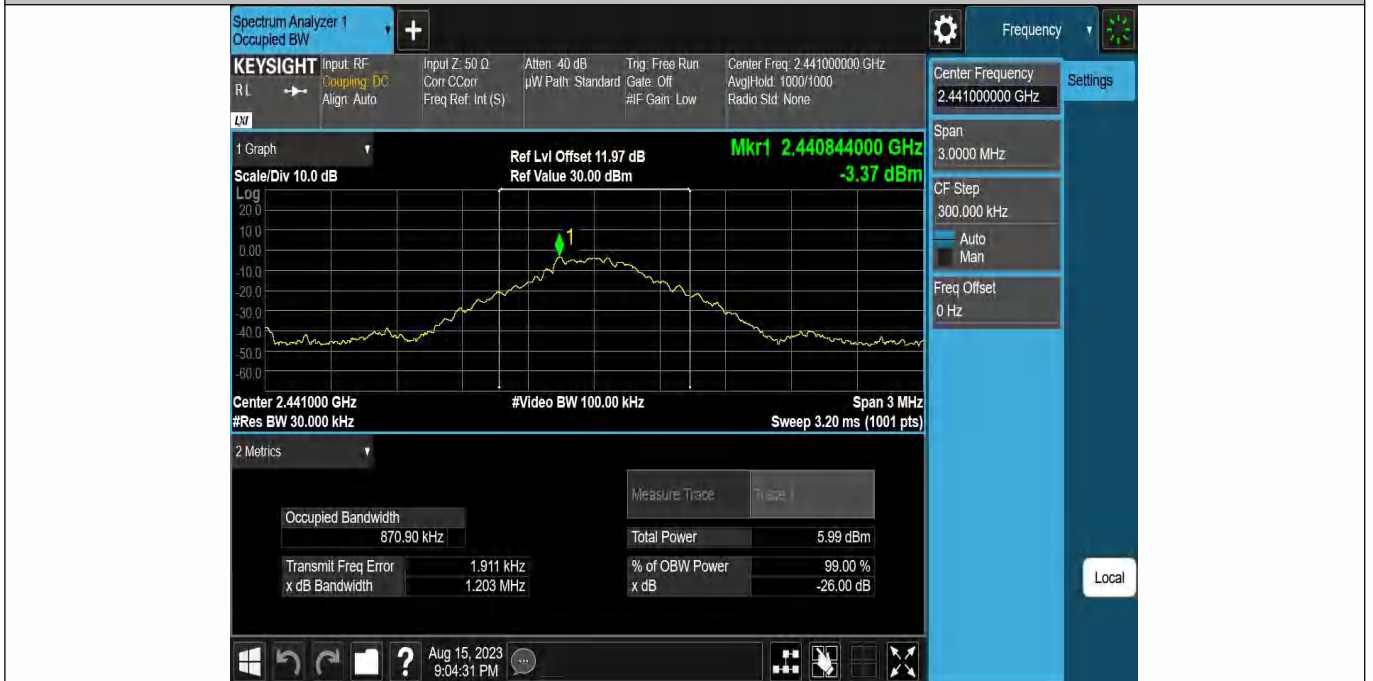 Spectrum Analyzer 1
Occupied BW
+
Frequency
KEYSIGHT
R L
LXI
Input: RF
Coupling: DC
Align: Auto
Input Z: 50 Ω
Corr CCorr
Freq Ref: Int (S)
Atten: 40 dB
µW Path: Standard
Trig: Free Run
Gate: Off
#IF Gain: Low
Center Freq: 2.441000000 GHz
Avg|Hold: 1000/1000
Radio Std: None
Center Frequency
2.441000000 GHz
Settings
Span
3.0000 MHz
CF Step
300.000 kHz
Auto
Man
Freq Offset
0 Hz
Local
1 Graph
Scale/Div 10.0 dB
Ref Lvl Offset 11.97 dB
Ref Value 30.00 dBm
Mkr1 2.440844000 GHz
-3.37 dBm
Log
20.0
10.0
0.00
-10.0
-20.0
-30.0
-40.0
-50.0
-60.0
1
Center 2.441000 GHz
#Res BW 30.000 kHz
#Video BW 100.00 kHz
Span 3 MHz
Sweep 3.20 ms (1001 pts)
2 Metrics
Measure Trace Trace 1
Occupied Bandwidth
870.90 kHz
Total Power 5.99 dBm
Transmit Freq Error 1.911 kHz
% of OBW Power 99.00 %
x dB Bandwidth 1.203 MHz
x dB -26.00 dB
?
Aug 15, 2023
9:04:31 PM